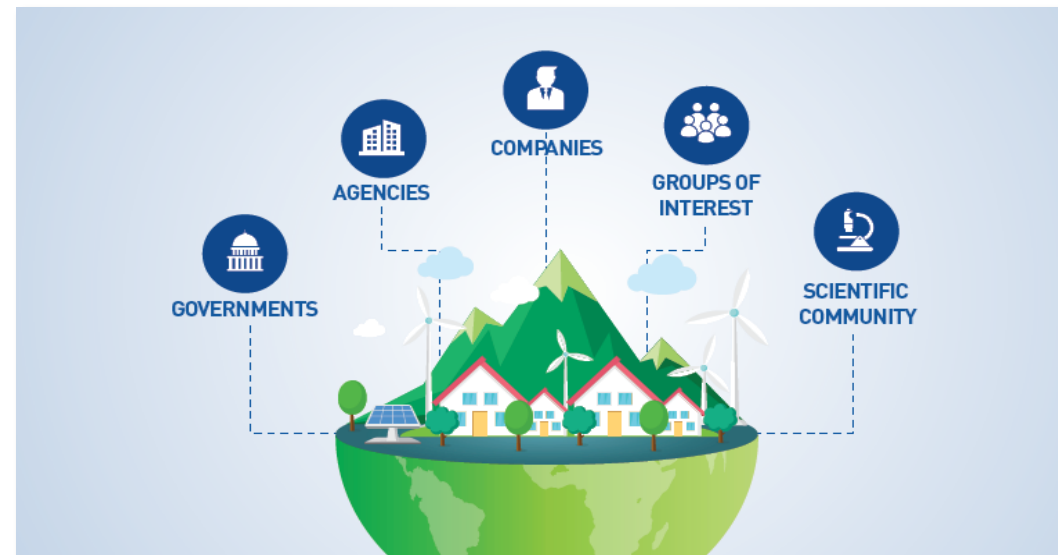 COMPANIES
AGENCIES
GROUPS OF
INTEREST
GOVERNMENTS
SCIENTIFIC
COMMUNITY